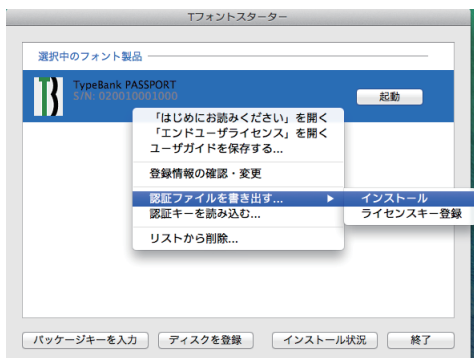 Tフォントスターター
選択中のフォント製品
TypeBank PASSPORT
S/N: 020010001000
起動
「はじめにお読みください」を開く
「エンドユーザライセンス」を開く
ユーザガイドを保存する...
登録情報の確認・変更
認証ファイルを書き出す... ▶ インストール
認証キーを読み込む... ライセンスキー登録
リストから削除...
パッケージキーを入力 ディスクを登録 インストール状況 終了